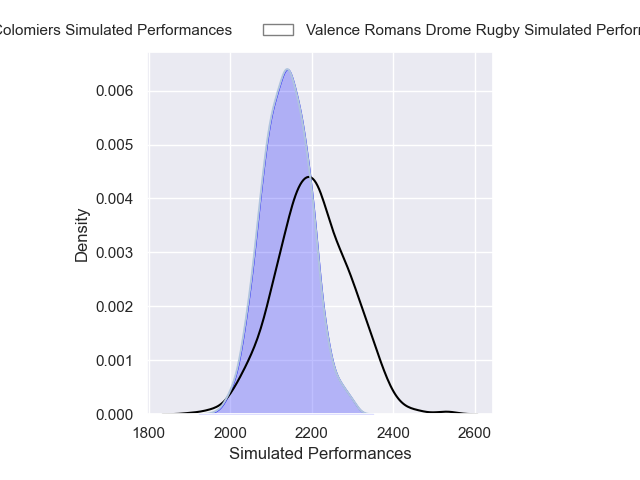 Colomiers Simulated Performances
Valence Romans Drome Rugby Simulated Perfor
0.006
0.005
0.004
0.003
0.002
0.001
0.000
Density
1800 2000 2200 2400 2600
Simulated Performances